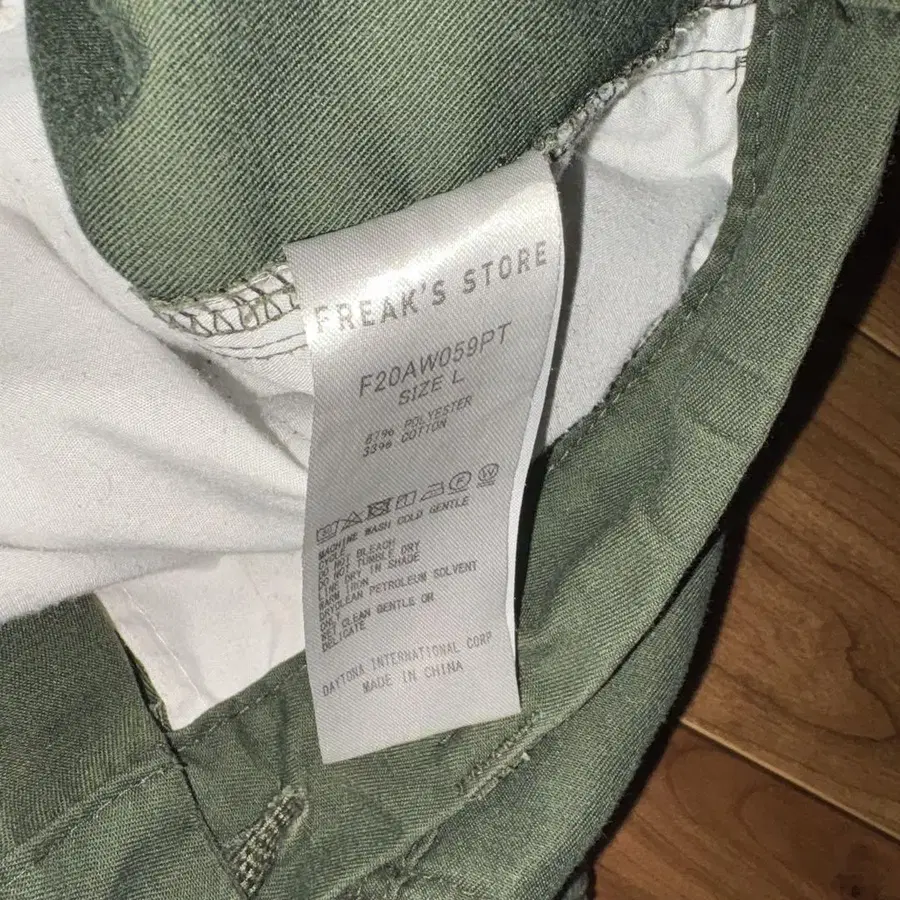 FREAK'S STORE
F20AW059PT
SIZE L
67% POLYESTER
33% COTTON
MACHINE WASH COLD GENTLE
CYCLE
DO NOT BLEACH
DO NOT TUMBLE DRY
LINE DRY IN SHADE
WARM IRON
DRYCLEAN PETROLEUM SOLVENT
ONLY
WET CLEAN GENTLE OR
DELICATE
DAYTONA INTERNATIONAL CORP
MADE IN CHINA